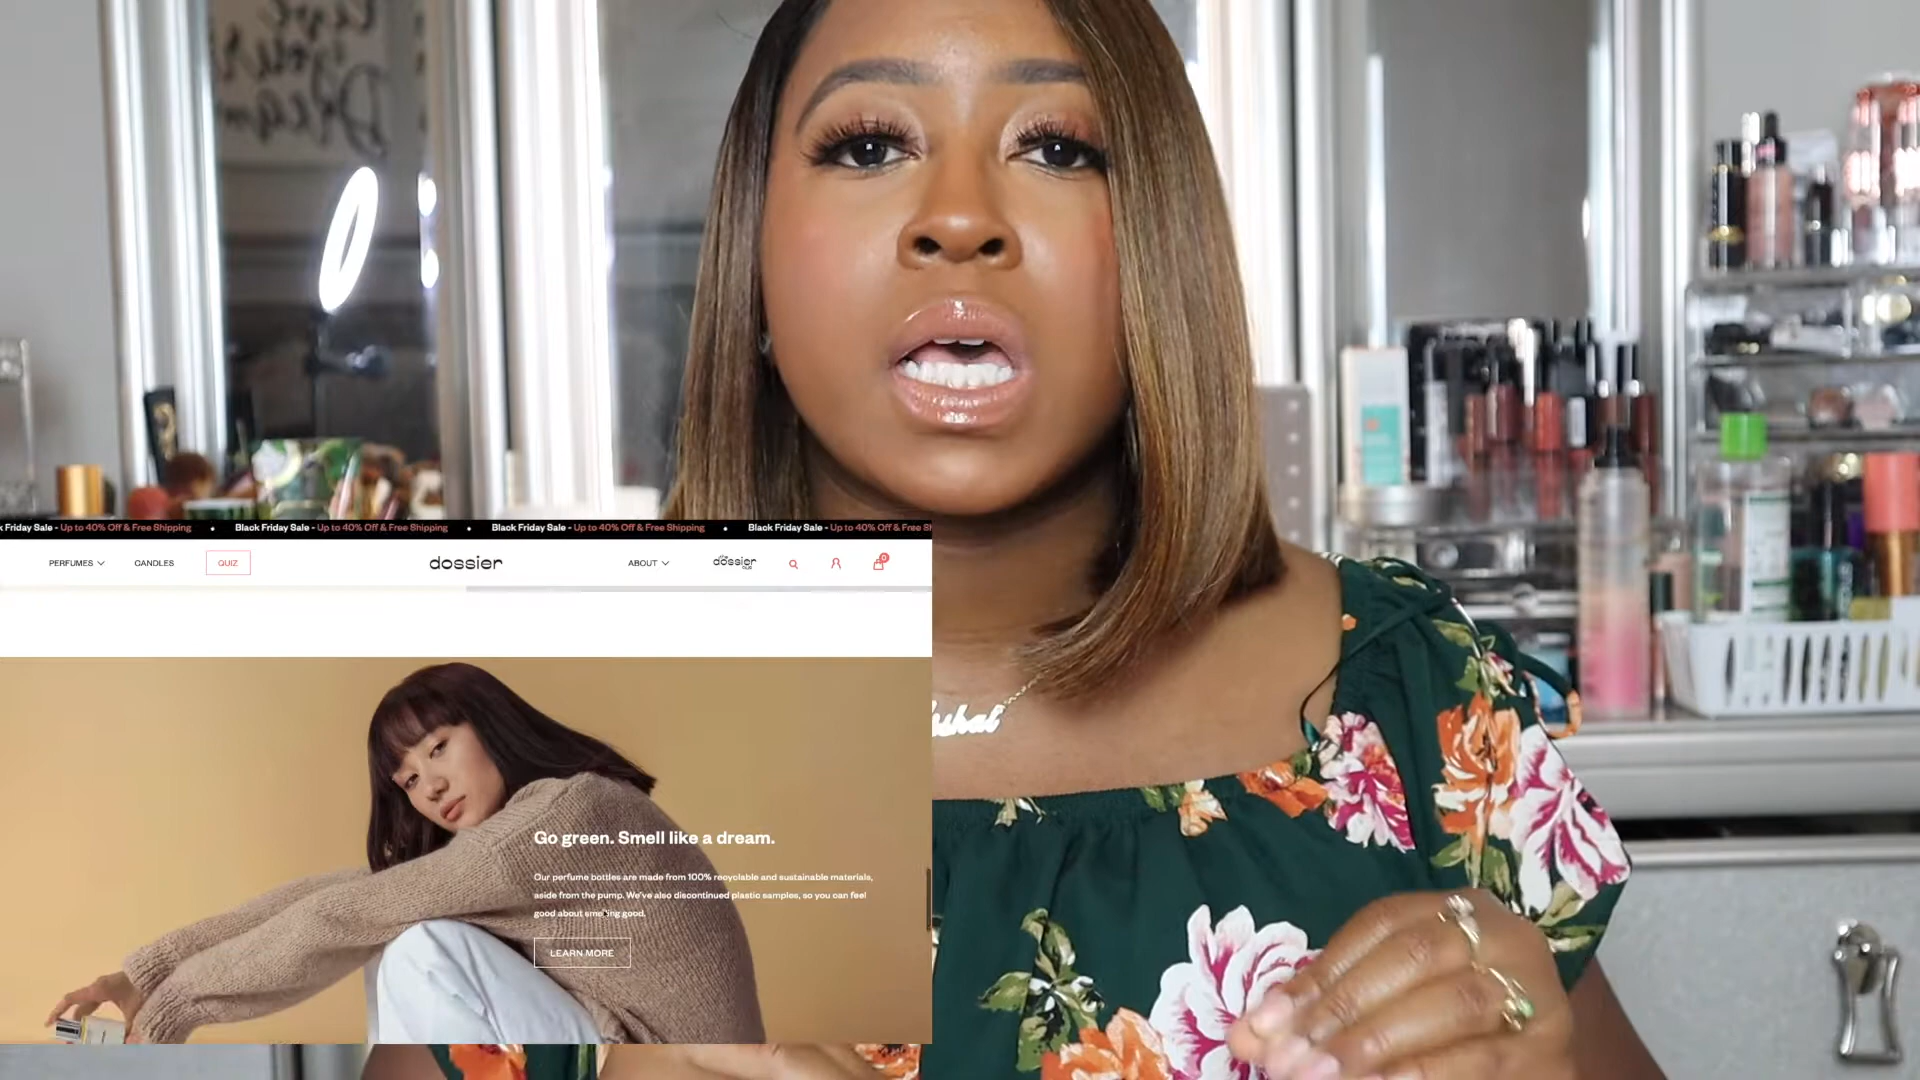 k Friday Sale - Up to 40% Off & Free Shipping • Black Friday Sale - Up to 40% Off & Free Shipping • Black Friday Sale - Up to 40% Off & Free Shipping • Black Friday Sale - Up to 40% Off & Free S
PERFUMES CANDLES QUIZ dossier ABOUT the dossier club 0
Go green. Smell like a dream.
Our perfume bottles are made from 100% recyclable and sustainable materials,
aside from the pump. We've also discontinued plastic samples, so you can feel
good about smelling good.
LEARN MORE